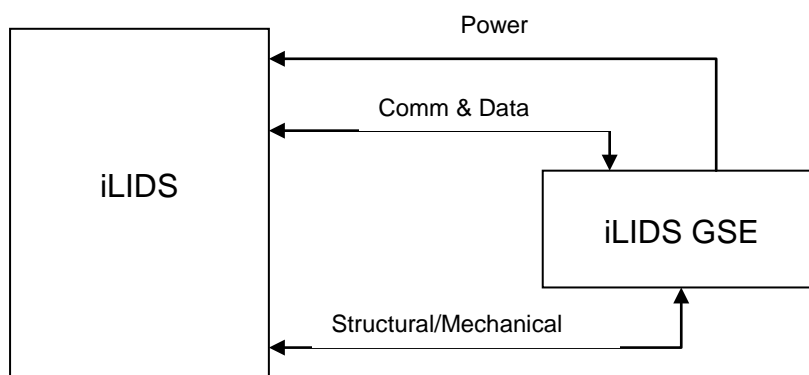 Power
Comm & Data
iLIDS
iLIDS GSE
Structural/Mechanical